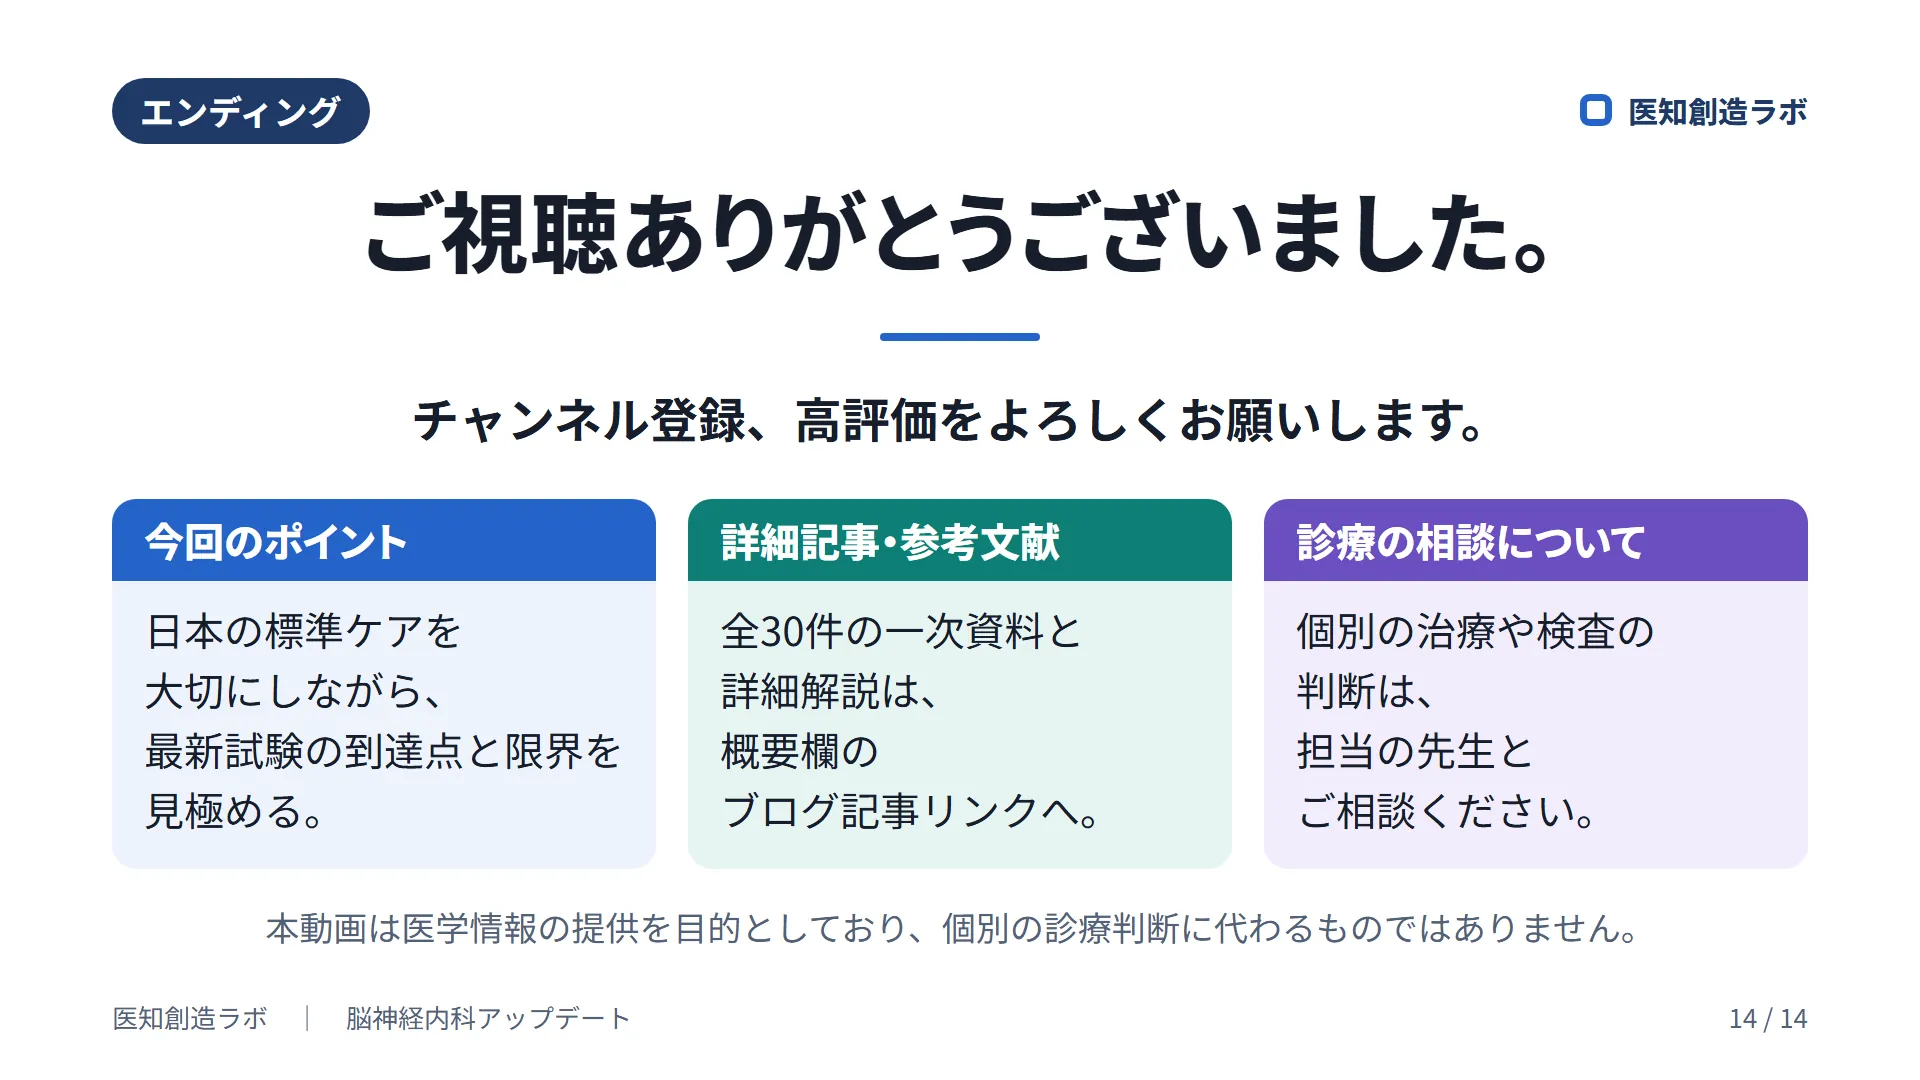 エンディング
医知創造ラボ
ご視聴ありがとうございました。
チャンネル登録、高評価をよろしくお願いします。
今回のポイント
日本の標準ケアを
大切にしながら、
最新試験の到達点と限界を
見極める。
詳細記事・参考文献
全30件の一次資料と
詳細解説は、
概要欄の
ブログ記事リンクへ。
診療の相談について
個別の治療や検査の
判断は、
担当の先生と
ご相談ください。
本動画は医学情報の提供を目的としており、個別の診療判断に代わるものではありません。
医知創造ラボ ｜ 脳神経内科アップデート
14 / 14